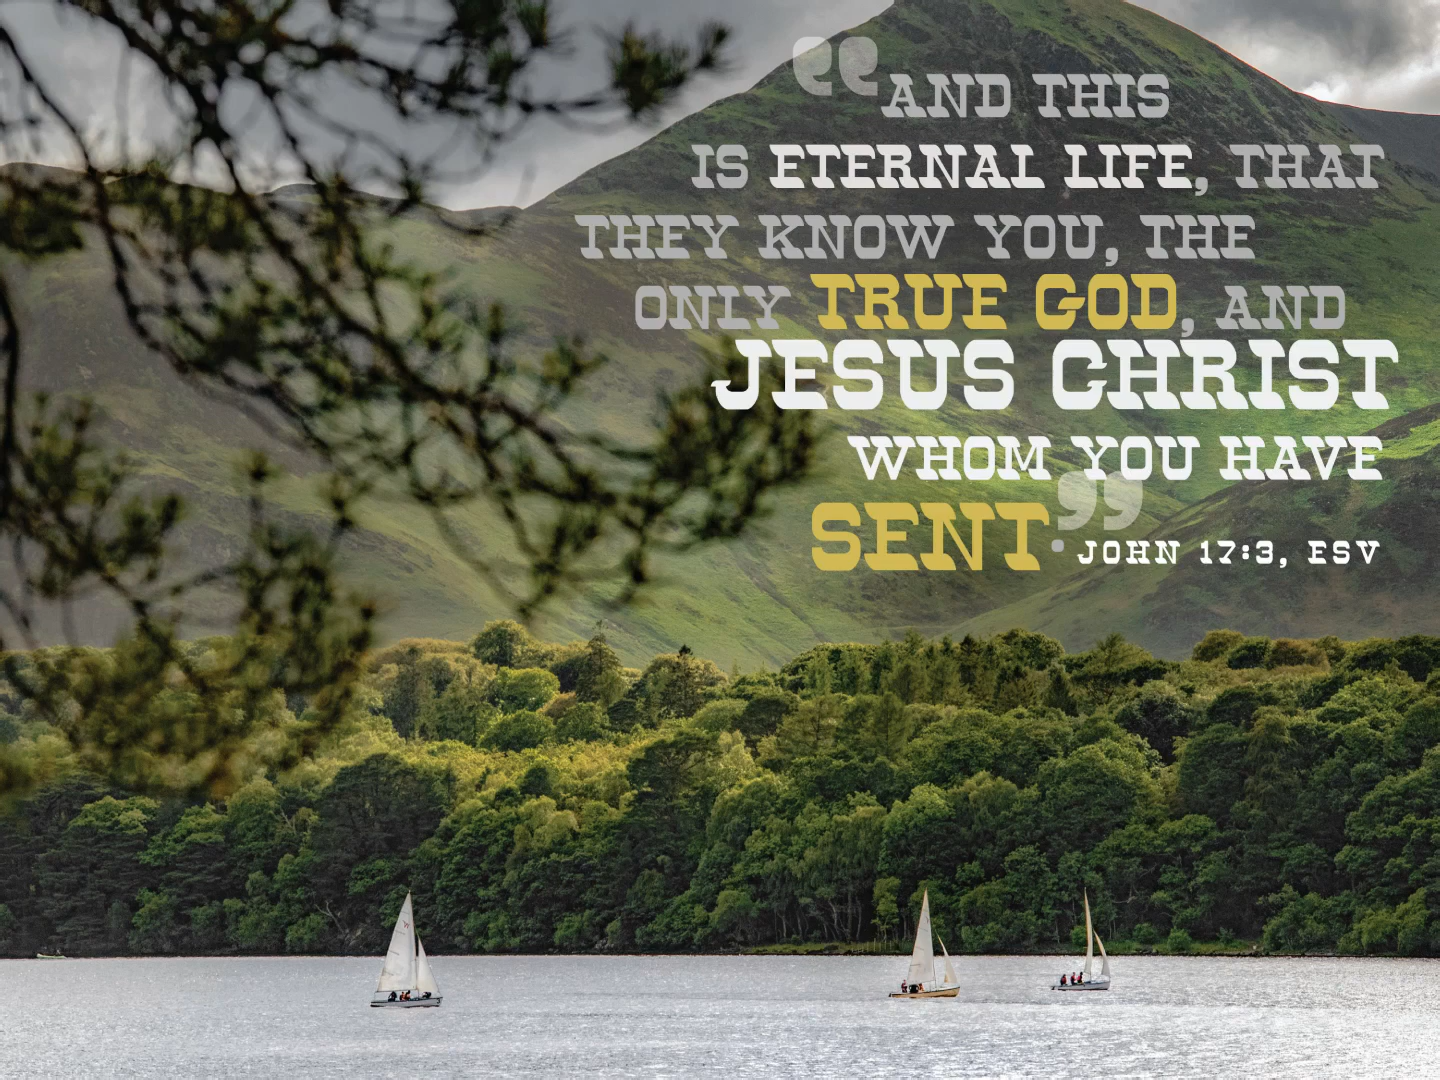 “AND THIS
IS ETERNAL LIFE, THAT
THEY KNOW YOU, THE
ONLY TRUE GOD, AND
JESUS CHRIST
WHOM YOU HAVE
SENT.”
JOHN 17:3, ESV